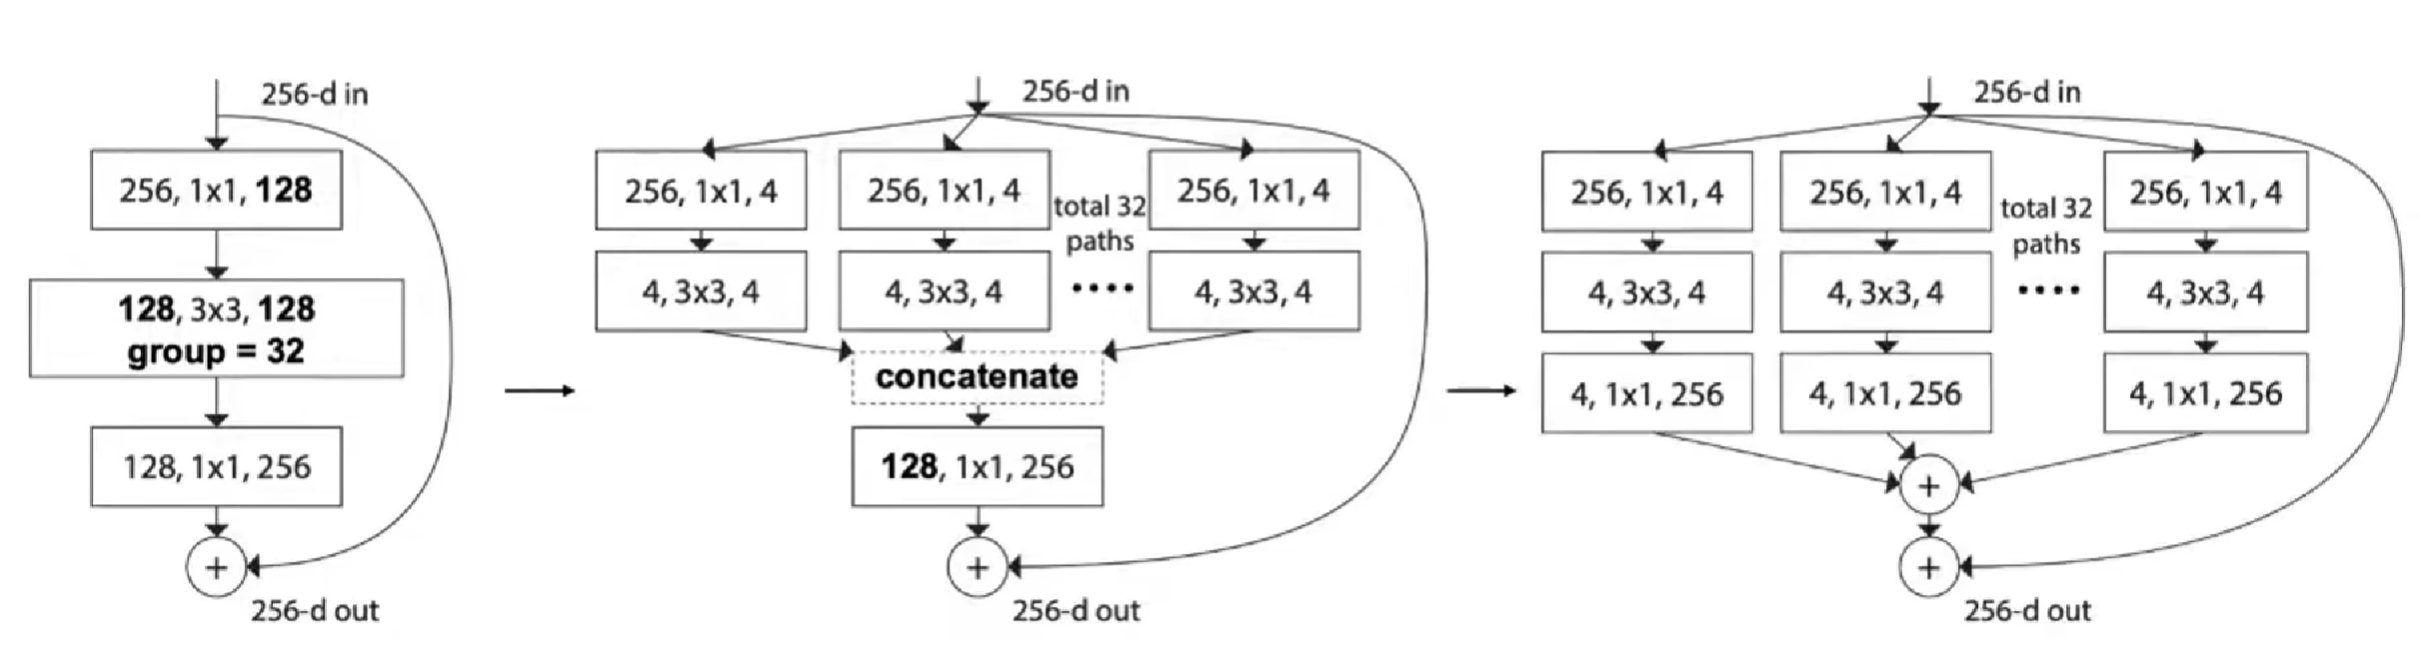 256-d in
256, 1x1, 128
128, 3x3, 128
group = 32
128, 1x1, 256
+
256-d out
256-d in
256, 1x1, 4
256, 1x1, 4
total 32
paths
256, 1x1, 4
4, 3x3, 4
4, 3x3, 4
....
4, 3x3, 4
concatenate
128, 1x1, 256
+
256-d out
256-d in
256, 1x1, 4
256, 1x1, 4
total 32
paths
256, 1x1, 4
4, 3x3, 4
4, 3x3, 4
....
4, 3x3, 4
4, 1x1, 256
4, 1x1, 256
4, 1x1, 256
+
+
256-d out